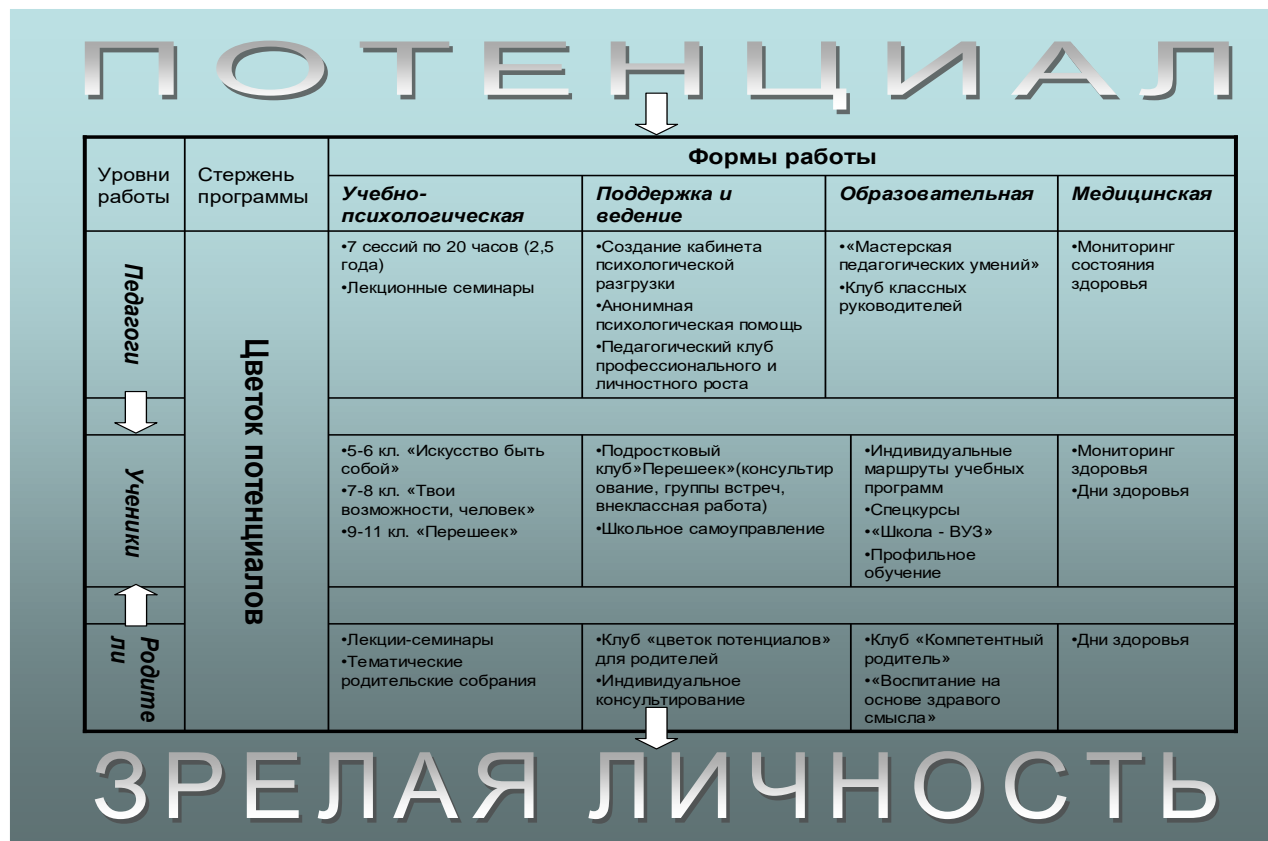 ПОТЕНЦИАЛ
Уровни
работы
Стержень
программы
Формы работы
Учебно-
психологическая
Поддержка и
ведение
Образовательная
Медицинская
Педагоги
Цветок потенциалов
•7 сессий по 20 часов (2,5
года)
•Лекционные семинары
•Создание кабинета
психологической
разгрузки
•Анонимная
психологическая помощь
•Педагогический клуб
профессионального и
личностного роста
•«Мастерская
педагогических умений»
•Клуб классных
руководителей
•Мониторинг
состояния
здоровья
Ученики
•5-6 кл. «Искусство быть
собой»
•7-8 кл. «Твои
возможности, человек»
•9-11 кл. «Перешеек»
•Подростковый
клуб»Перешеек»(консультир
ование, группы встреч,
внеклассная работа)
•Школьное самоуправление
•Индивидуальные
маршруты учебных
программ
•Спецкурсы
•«Школа - ВУЗ»
•Профильное
обучение
•Мониторинг
здоровья
•Дни здоровья
Родите
ли
•Лекции-семинары
•Тематические
родительские собрания
•Клуб «цветок потенциалов»
для родителей
•Индивидуальное
консультирование
•Клуб «Компетентный
родитель»
•«Воспитание на
основе здравого
смысла»
•Дни здоровья
ЗРЕЛАЯ ЛИЧНОСТЬ